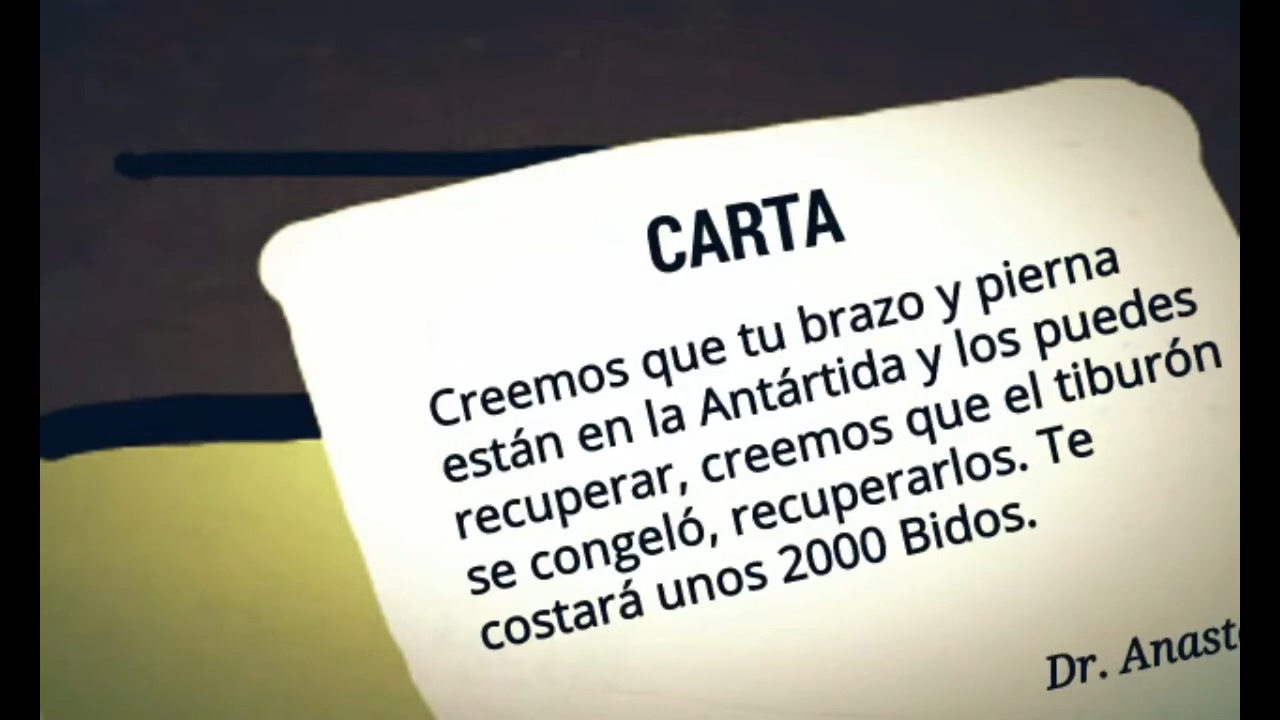 CARTA
Creemos que tu brazo y pierna
están en la Antártida y los puedes
recuperar, creemos que el tiburón
se congeló, recuperarlos. Te
costará unos 2000 Bidos.
Dr.